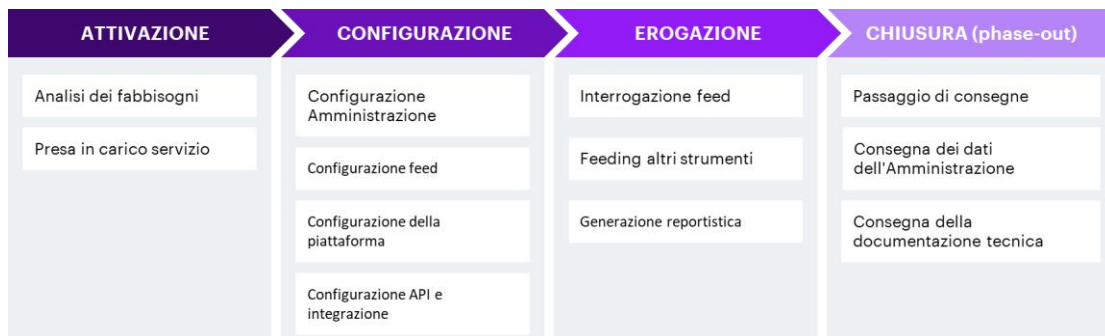 ATTIVAZIONE
Analisi dei fabbisogni
Presa in carico servizio
CONFIGURAZIONE
Configurazione
Amministrazione
Configurazione feed
Configurazione della
piattaforma
Configurazione API e
integrazione
EROGAZIONE
Interrogazione feed
Feeding altri strumenti
Generazione reportistica
CHIUSURA (phase-out)
Passaggio di consegne
Consegna dei dati
dell'Amministrazione
Consegna della
documentazione tecnica